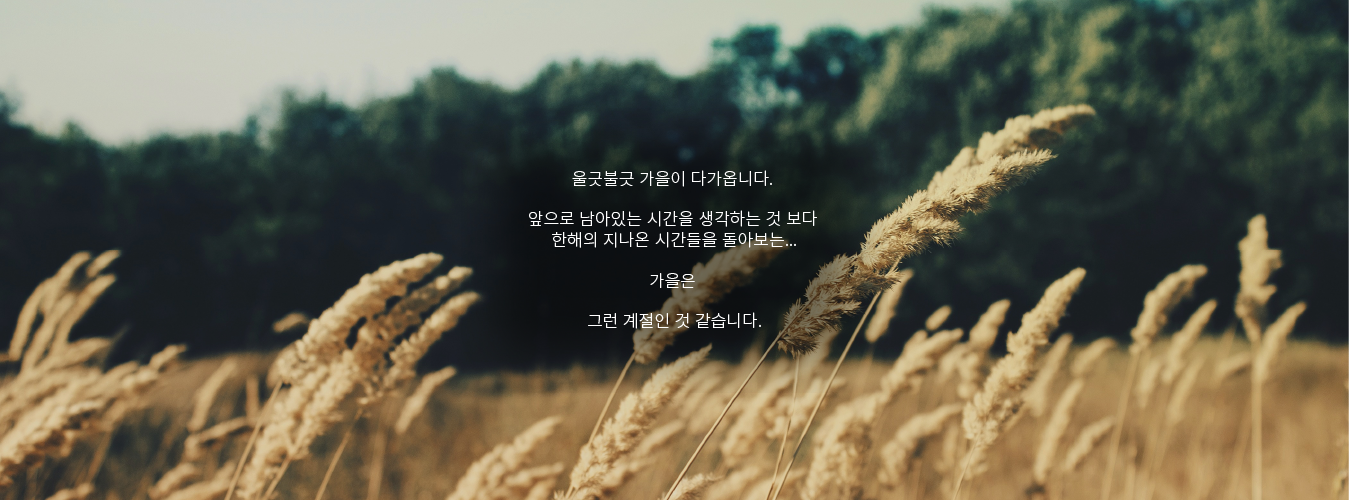 울긋불긋 가을이 다가옵니다.
앞으로 남아있는 시간을 생각하는 것 보다
한해의 지나온 시간들을 돌아보는...
가을은
그런 계절인 것 같습니다.